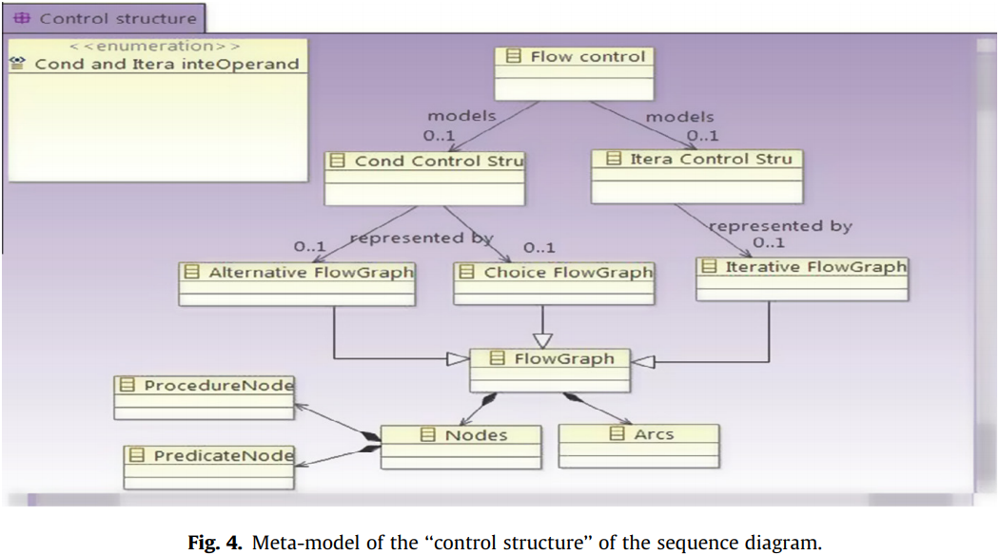 Control structure
<<enumeration>>
Cond and Itera inteOperand
Flow control
models
models
0..1
0..1
Cond Control Stru
Itera Control Stru
represented by
represented by
0..1
0..1
0..1
Alternative FlowGraph
Choice FlowGraph
Iterative FlowGraph
FlowGraph
ProcedureNode
Nodes
Arcs
PredicateNode
Fig. 4. Meta-model of the “control structure” of the sequence diagram.